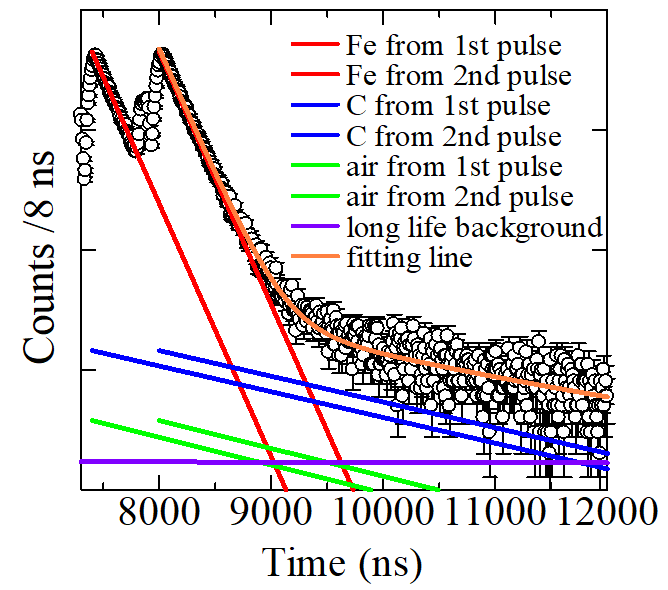 Fe from 1st pulse
Fe from 2nd pulse
C from 1st pulse
C from 2nd pulse
air from 1st pulse
air from 2nd pulse
long life background
fitting line
Counts /8 ns
8000 9000 10000 11000 12000
Time (ns)